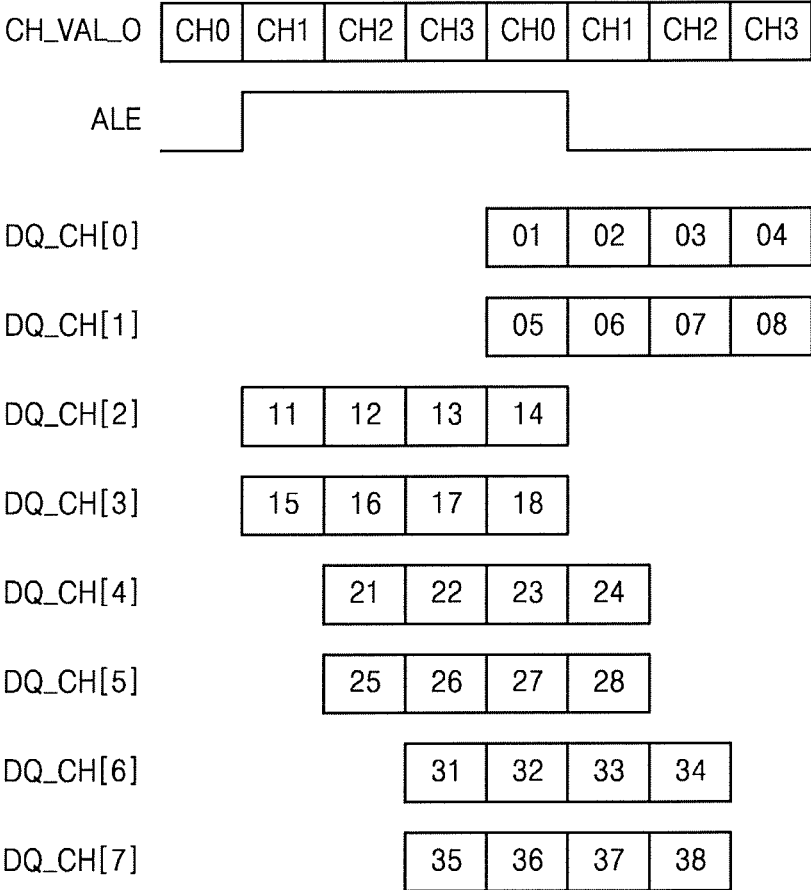 CH_VAL_O CH0 CH1 CH2 CH3 CH0 CH1 CH2 CH3
ALE
DQ_CH[0] 01 02 03 04
DQ_CH[1] 05 06 07 08
DQ_CH[2] 11 12 13 14
DQ_CH[3] 15 16 17 18
DQ_CH[4] 21 22 23 24
DQ_CH[5] 25 26 27 28
DQ_CH[6] 31 32 33 34
DQ_CH[7] 35 36 37 38